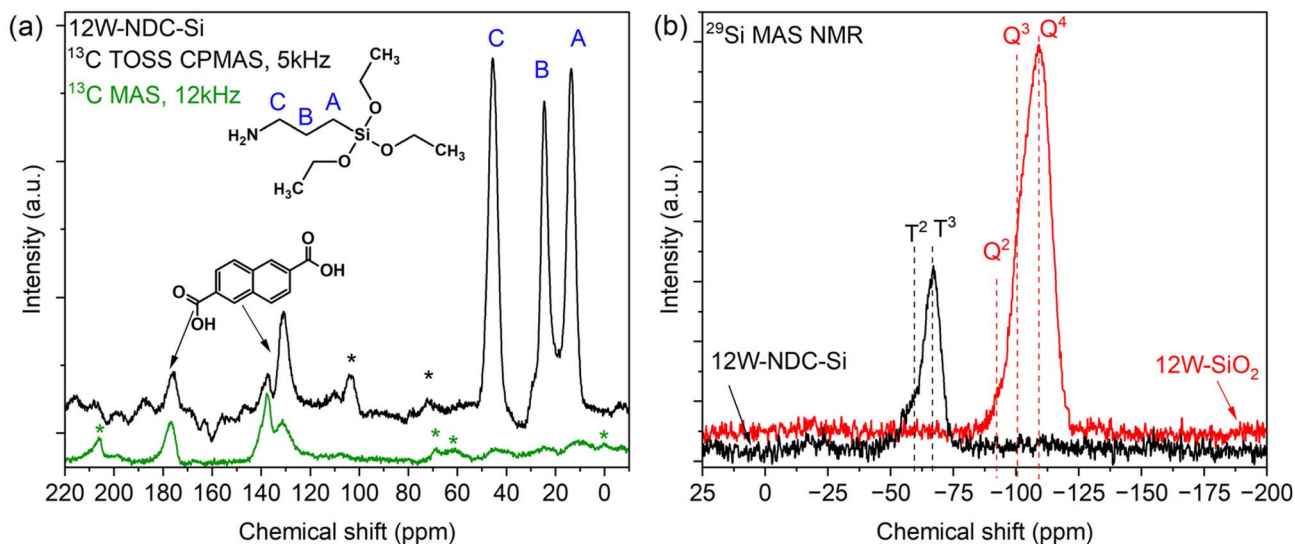 (a)
12W-NDC-Si
¹³C TOSS CPMAS, 5kHz
¹³C MAS, 12kHz
C
B
A
C
B
A
H₂N
Si
O
CH₃
O
CH₃
O
H₃C
O
OH
O
OH
*
*
*
*
*
*
Intensity (a.u.)
220 200 180 160 140 120 100 80 60 40 20 0
Chemical shift (ppm)
(b)
²⁹Si MAS NMR
Q³
Q⁴
T²
T³
Q²
12W-NDC-Si
12W-SiO₂
Intensity (a.u.)
25 0 −25 −50 −75 −100 −125 −150 −175 −200
Chemical shift (ppm)